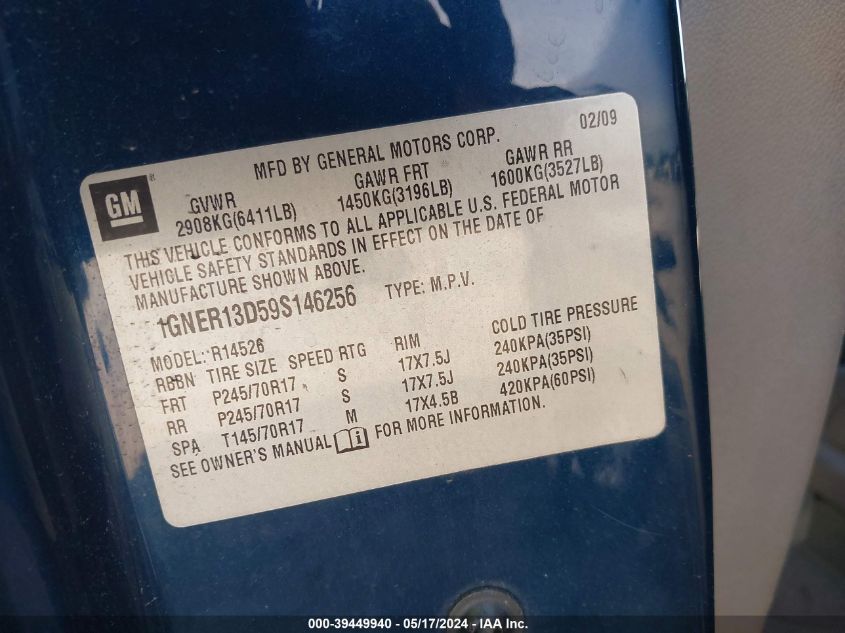 02/09
MFD BY GENERAL MOTORS CORP.
GM ®
GVWR GAWR FRT GAWR RR
2908KG(6411LB) 1450KG(3196LB) 1600KG(3527LB)
THIS VEHICLE CONFORMS TO ALL APPLICABLE U.S. FEDERAL MOTOR
VEHICLE SAFETY STANDARDS IN EFFECT ON THE DATE OF
MANUFACTURE SHOWN ABOVE.
1GNER13D59S146256 TYPE: M.P.V.
MODEL: R14526
RBBN TIRE SIZE SPEED RTG RIM COLD TIRE PRESSURE
FRT P245/70R17 S 17X7.5J 240KPA(35PSI)
RR P245/70R17 S 17X7.5J 240KPA(35PSI)
SPA T145/70R17 M 17X4.5B 420KPA(60PSI)
SEE OWNER'S MANUAL i FOR MORE INFORMATION.
000-39449940 - 05/17/2024 - IAA Inc.